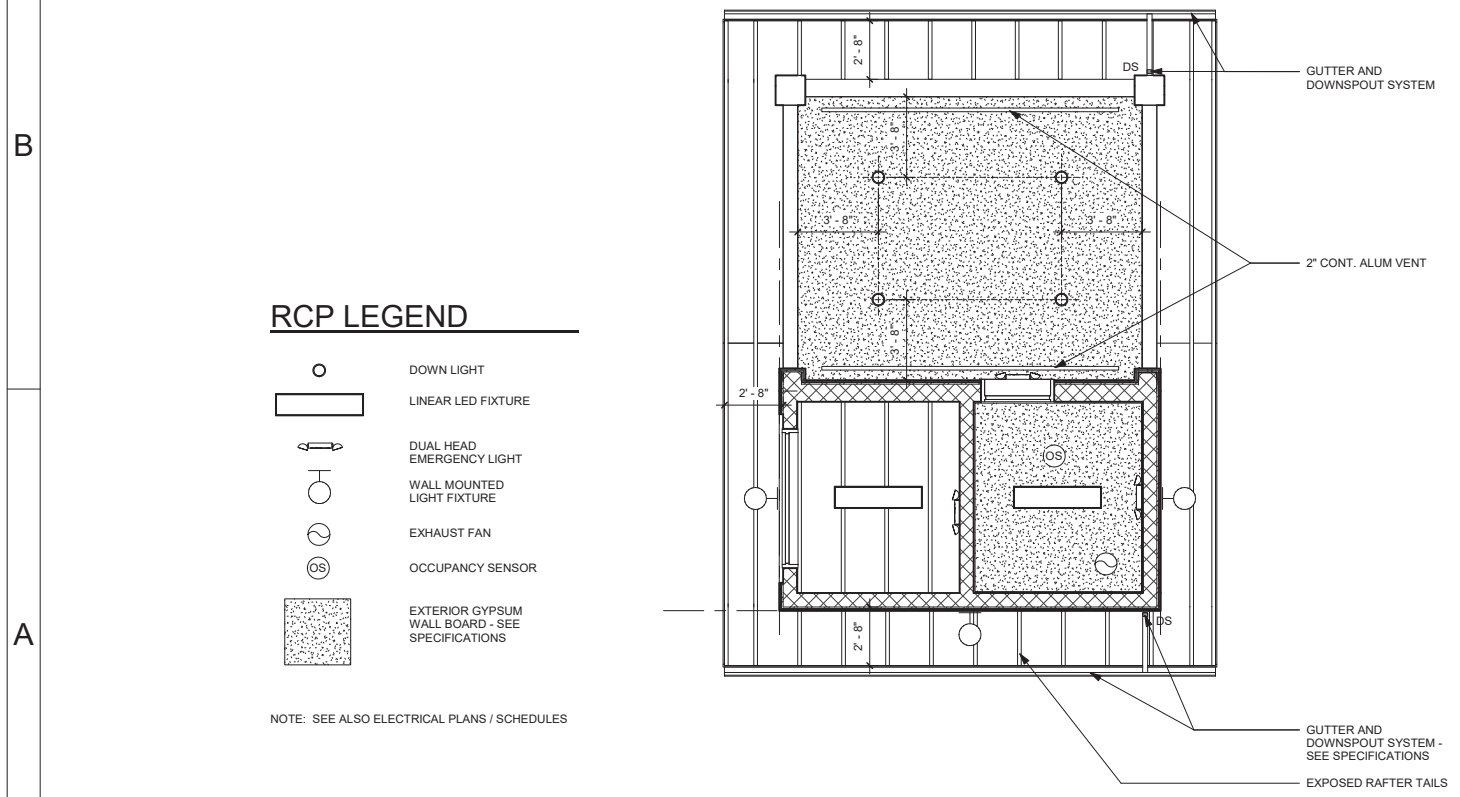 B
A
RCP LEGEND
DOWN LIGHT
LINEAR LED FIXTURE
DUAL HEAD
EMERGENCY LIGHT
WALL MOUNTED
LIGHT FIXTURE
EXHAUST FAN
OS
OCCUPANCY SENSOR
EXTERIOR GYPSUM
WALL BOARD - SEE
SPECIFICATIONS
NOTE: SEE ALSO ELECTRICAL PLANS / SCHEDULES
2' - 8"
DS
3' - 8"
3' - 8"
3' - 8"
3' - 8"
2' - 8"
OS
2' - 8"
DS
GUTTER AND
DOWNSPOUT SYSTEM
2" CONT. ALUM VENT
GUTTER AND
DOWNSPOUT SYSTEM -
SEE SPECIFICATIONS
EXPOSED RAFTER TAILS